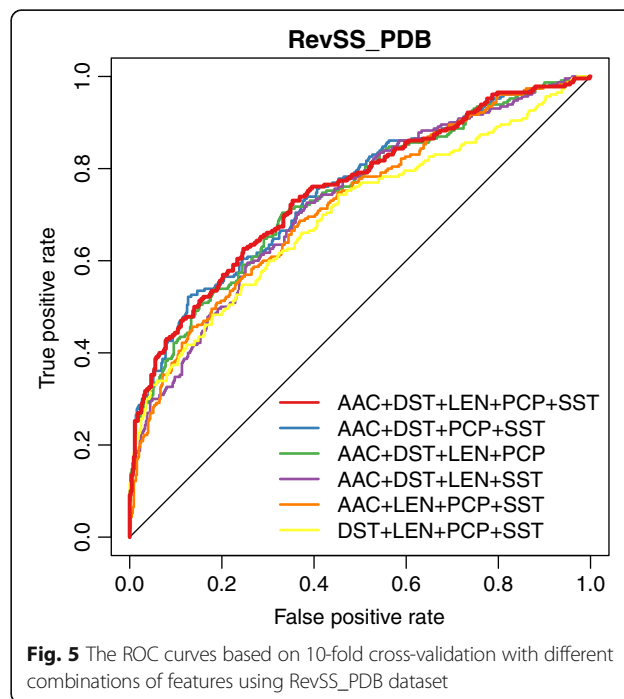 RevSS_PDB
1.0
0.8
0.6
0.4
0.2
0.0
True positive rate
AAC+DST+LEN+PCP+SST
AAC+DST+PCP+SST
AAC+DST+LEN+PCP
AAC+DST+LEN+SST
AAC+LEN+PCP+SST
DST+LEN+PCP+SST
0.0 0.2 0.4 0.6 0.8 1.0
False positive rate
Fig. 5 The ROC curves based on 10-fold cross-validation with different
combinations of features using RevSS_PDB dataset